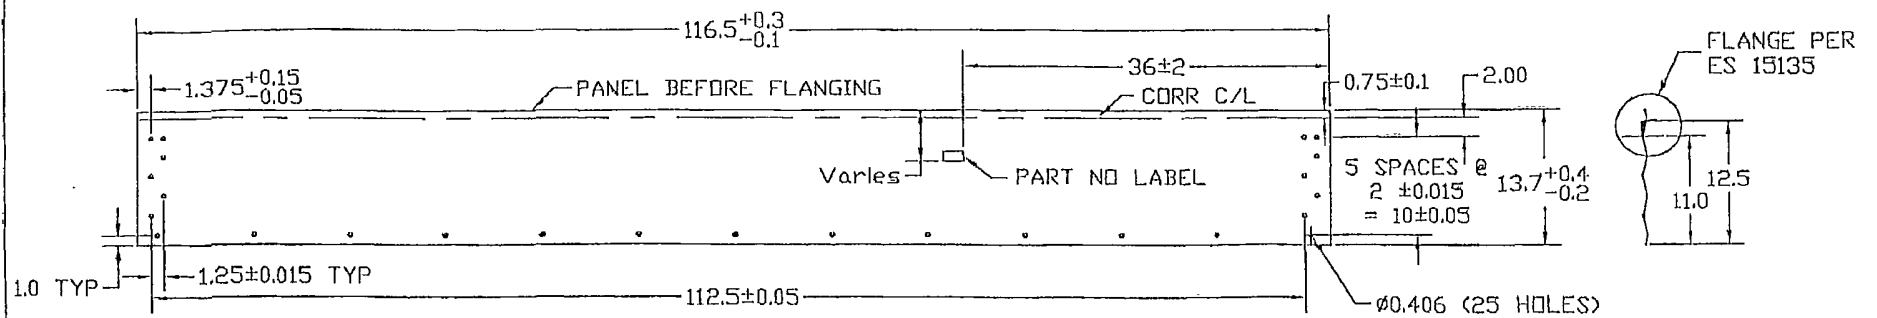 116.5+0.3
-0.1
FLANGE PER
ES 15135
36±2
1.375+0.15
-0.05
PANEL BEFORE FLANGING
CORR C/L
0.75±0.1
2.00
Varies
PART NO LABEL
5 SPACES @
2 ±0.015
= 10±0.05
13.7+0.4
-0.2
11.0
12.5
1.0 TYP
1.25±0.015 TYP
112.5±0.05
Ø0.406 (25 HOLES)